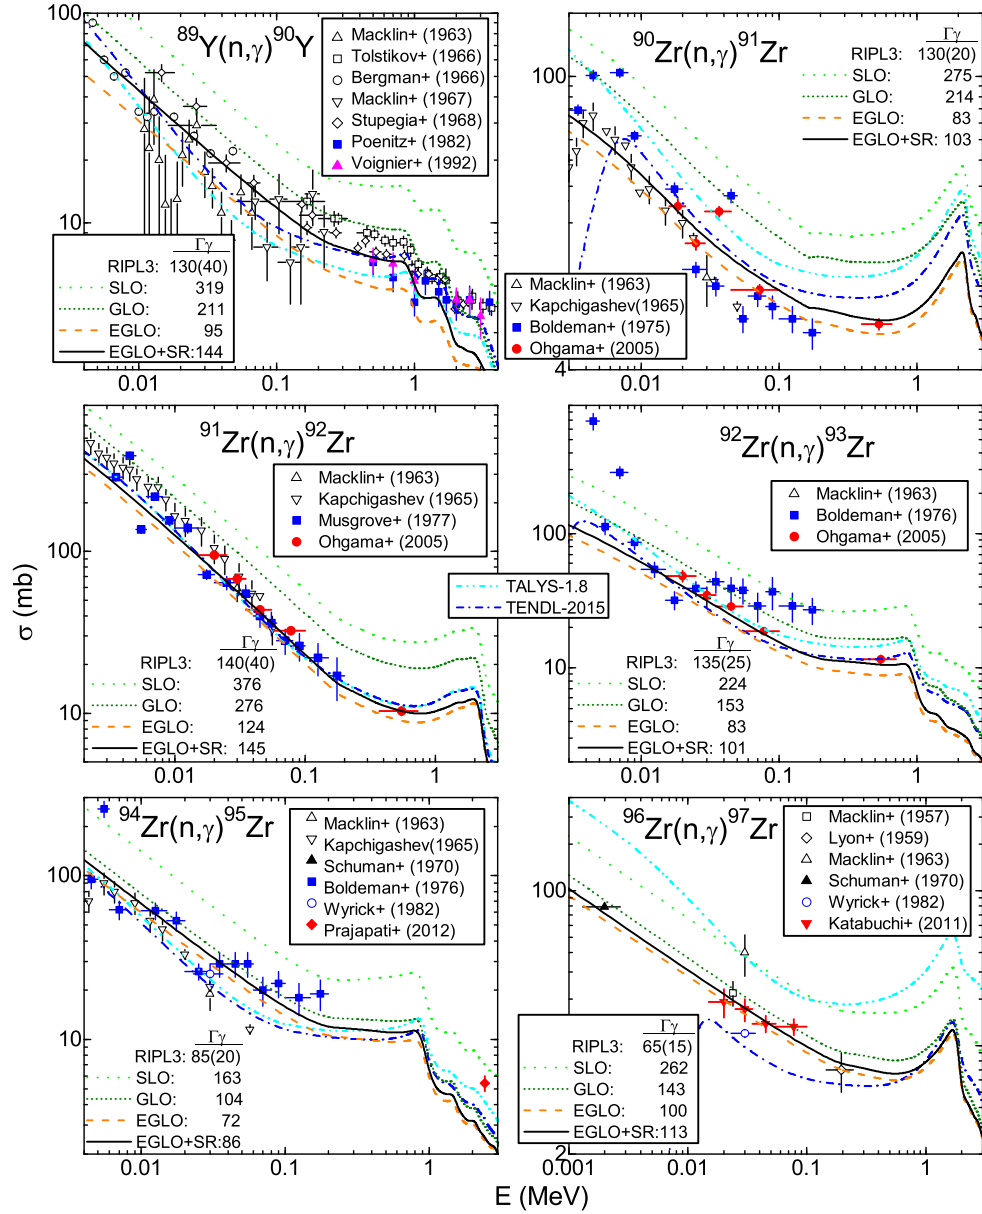 89Y(n,γ)90Y
100
10
Macklin+ (1963)
Tolstikov+ (1966)
Bergman+ (1966)
Macklin+ (1967)
Stupegia+ (1968)
Poenitz+ (1982)
Voignier+ (1992)
Γγ
RIPL3: 130(40)
SLO: 319
GLO: 211
EGLO: 95
EGLO+SR:144
0.01 0.1 1
90Zr(n,γ)91Zr
100
4
Γγ
RIPL3: 130(20)
SLO: 275
GLO: 214
EGLO: 83
EGLO+SR: 103
Macklin+ (1963)
Kapchigashev(1965)
Boldeman+ (1975)
Ohgama+ (2005)
0.01 0.1 1
91Zr(n,γ)92Zr
100
10
Macklin+ (1963)
Kapchigashev (1965)
Musgrove+ (1977)
Ohgama+ (2005)
Γγ
RIPL3: 140(40)
SLO: 376
GLO: 276
EGLO: 124
EGLO+SR: 145
0.01 0.1 1
TALYS-1.8
TENDL-2015
92Zr(n,γ)93Zr
100
10
Macklin+ (1963)
Boldeman+ (1976)
Ohgama+ (2005)
Γγ
RIPL3: 135(25)
SLO: 224
GLO: 153
EGLO: 83
EGLO+SR: 101
0.01 0.1 1
σ (mb)
94Zr(n,γ)95Zr
100
10
Macklin+ (1963)
Kapchigashev(1965)
Schuman+ (1970)
Boldeman+ (1976)
Wyrick+ (1982)
Prajapati+ (2012)
Γγ
RIPL3: 85(20)
SLO: 163
GLO: 104
EGLO: 72
EGLO+SR:86
0.01 0.1 1
96Zr(n,γ)97Zr
100
2
Macklin+ (1957)
Lyon+ (1959)
Macklin+ (1963)
Schuman+ (1970)
Wyrick+ (1982)
Katabuchi+ (2011)
Γγ
RIPL3: 65(15)
SLO: 262
GLO: 143
EGLO: 100
EGLO+SR:113
0.001 0.01 0.1 1
E (MeV)